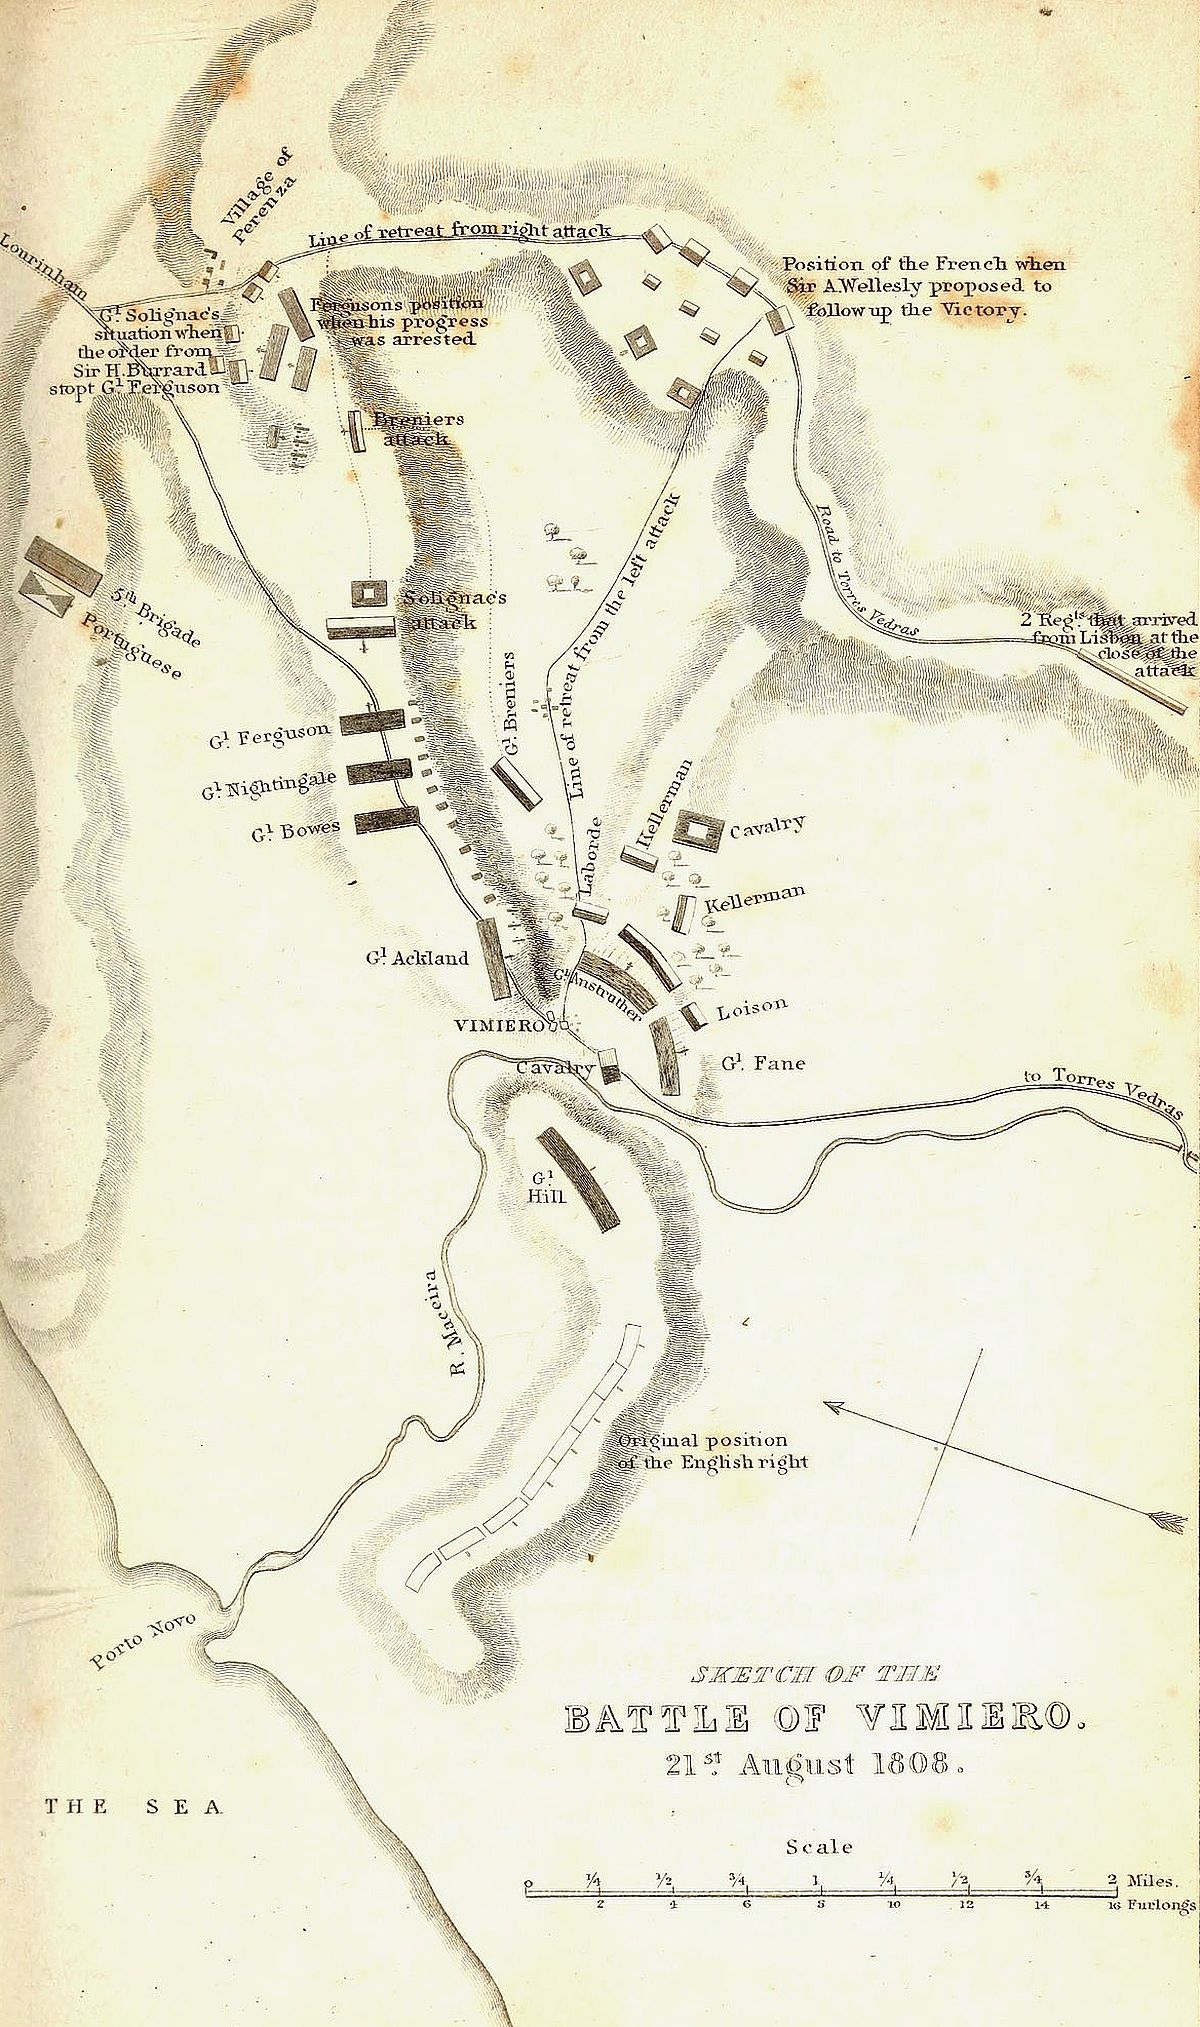 Village of
Perenza
Lourinham
Line of retreat from right attack
Position of the French when
Sir A. Wellesly proposed to
follow up the Victory.
Gl. Solignac's
situation when
the order from
Sir H. Burrard
stopt Gl. Ferguson
Fergusons position
when his progress
was arrested
Breniers
attack
Road to Torres Vedras
2 Regts. that arrived
from Lisbon at the
close of the
attack
5th. Brigade
Portuguese
Solignac's
attack
Line of retreat from the left attack
Gl. Breniers
Gl. Ferguson
Gl. Nightingale
Gl. Bowes
Kellerman
Cavalry
Laborde
Kellerman
Gl. Ackland
Gl. Anstruther
Loison
VIMIERO
Cavalry
Gl. Fane
to Torres Vedras
Gl.
Hill
R. Maceira
Original position
of the English right
Porto Novo
SKETCH OF THE
BATTLE OF VIMIERO.
21st. August 1808.
THE SEA
Scale
0 1/4 1/2 3/4 1 1/4 1/2 3/4 2 Miles.
2 4 6 8 10 12 14 16 Furlongs